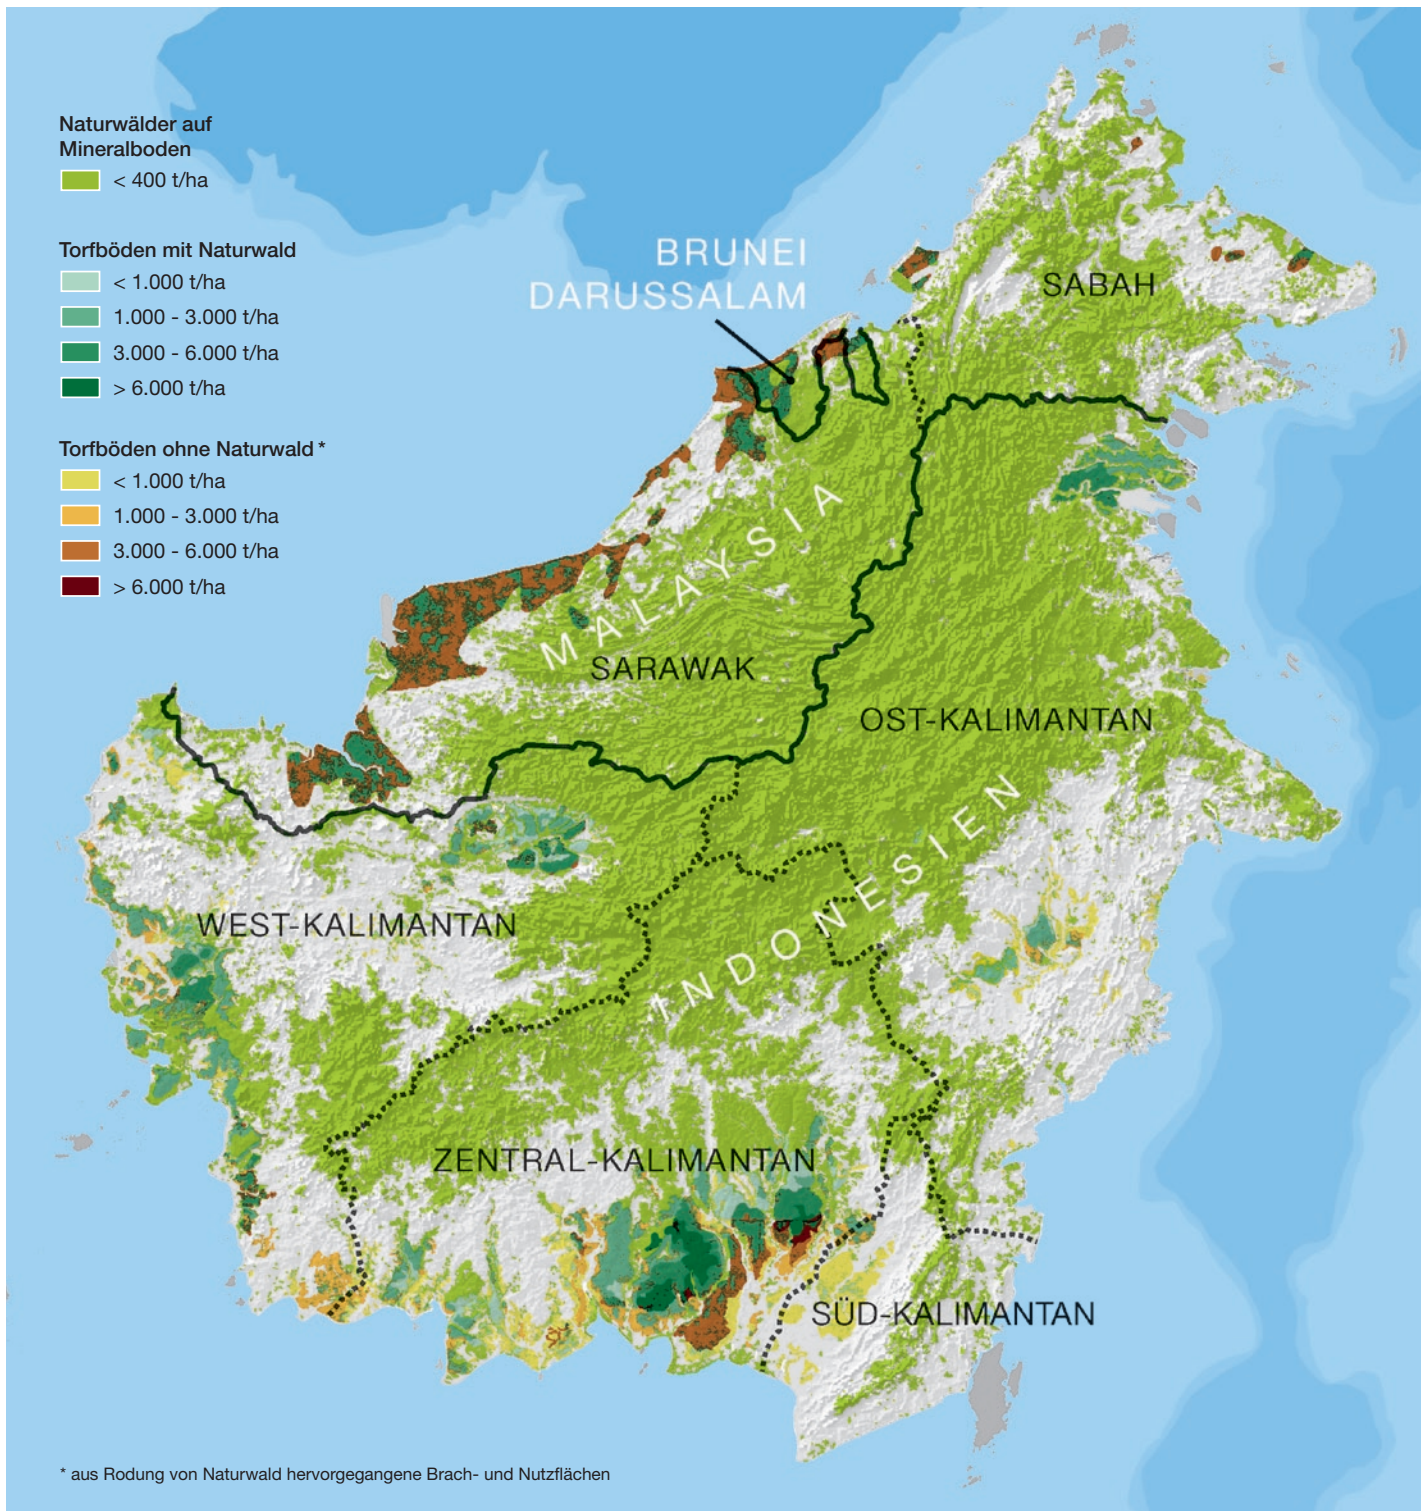 Naturwälder auf
Mineralboden
< 400 t/ha
Torfböden mit Naturwald
< 1.000 t/ha
1.000 - 3.000 t/ha
3.000 - 6.000 t/ha
> 6.000 t/ha
Torfböden ohne Naturwald *
< 1.000 t/ha
1.000 - 3.000 t/ha
3.000 - 6.000 t/ha
> 6.000 t/ha
BRUNEI
DARUSSALAM
SABAH
MALAYSIA
SARAWAK
OST-KALIMANTAN
INDONESIEN
WEST-KALIMANTAN
ZENTRAL-KALIMANTAN
SÜD-KALIMANTAN
* aus Rodung von Naturwald hervorgegangene Brach- und Nutzflächen